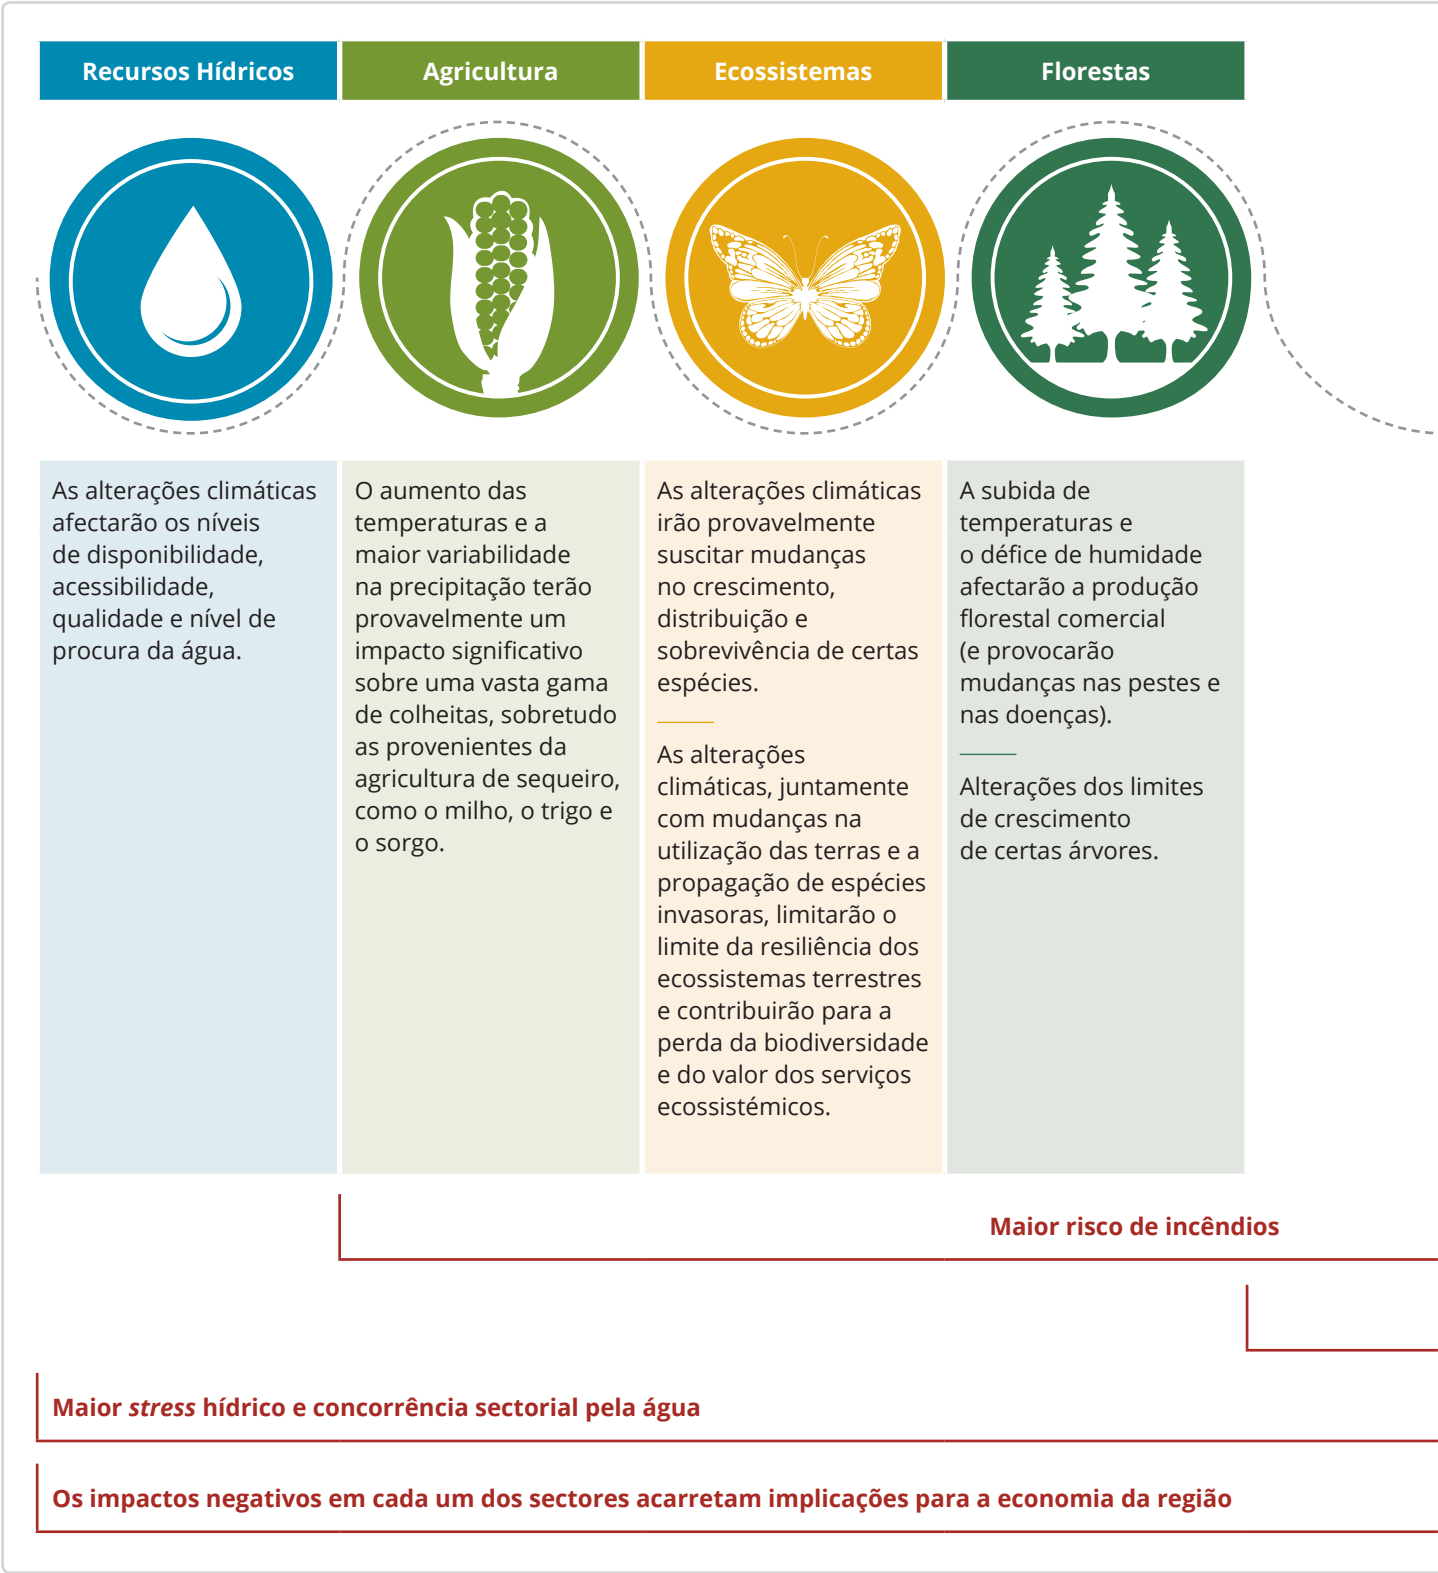 Recursos Hídricos
Agricultura
Ecossistemas
Florestas
As alterações climáticas
afectarão os níveis
de disponibilidade,
acessibilidade,
qualidade e nível de
procura da água.
O aumento das
temperaturas e a
maior variabilidade
na precipitação terão
provavelmente um
impacto significativo
sobre uma vasta gama
de colheitas, sobretudo
as provenientes da
agricultura de sequeiro,
como o milho, o trigo e
o sorgo.
As alterações climáticas
irão provavelmente
suscitar mudanças
no crescimento,
distribuição e
sobrevivência de certas
espécies.
As alterações
climáticas, juntamente
com mudanças na
utilização das terras e a
propagação de espécies
invasoras, limitarão o
limite da resiliência dos
ecossistemas terrestres
e contribuirão para a
perda da biodiversidade
e do valor dos serviços
ecossistémicos.
A subida de
temperaturas e
o défice de humidade
afectarão a produção
florestal comercial
(e provocarão
mudanças nas pestes e
nas doenças).
Alterações dos limites
de crescimento
de certas árvores.
Maior risco de incêndios
Maior stress hídrico e concorrência sectorial pela água
Os impactos negativos em cada um dos sectores acarretam implicações para a economia da região